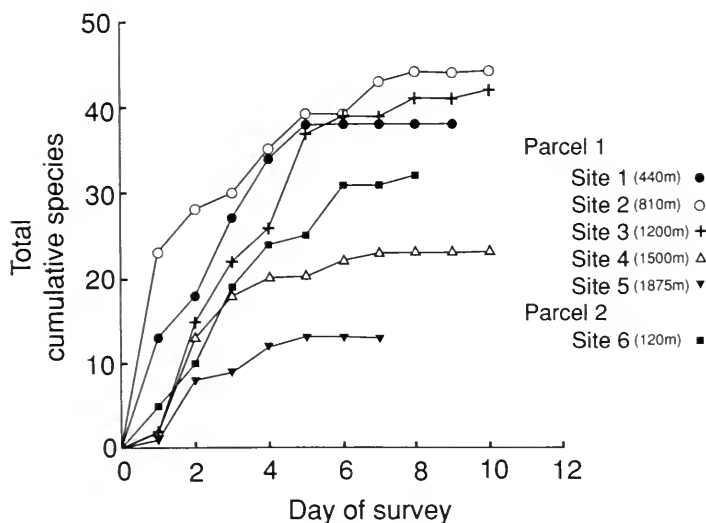 50
40
30
20
10
0
Total
cumulative species
0 2 4 6 8 10 12
Day of survey
Parcel 1
Site 1 (440m)
Site 2 (810m)
Site 3 (1200m)
Site 4 (1500m)
Site 5 (1875m)
Parcel 2
Site 6 (120m)